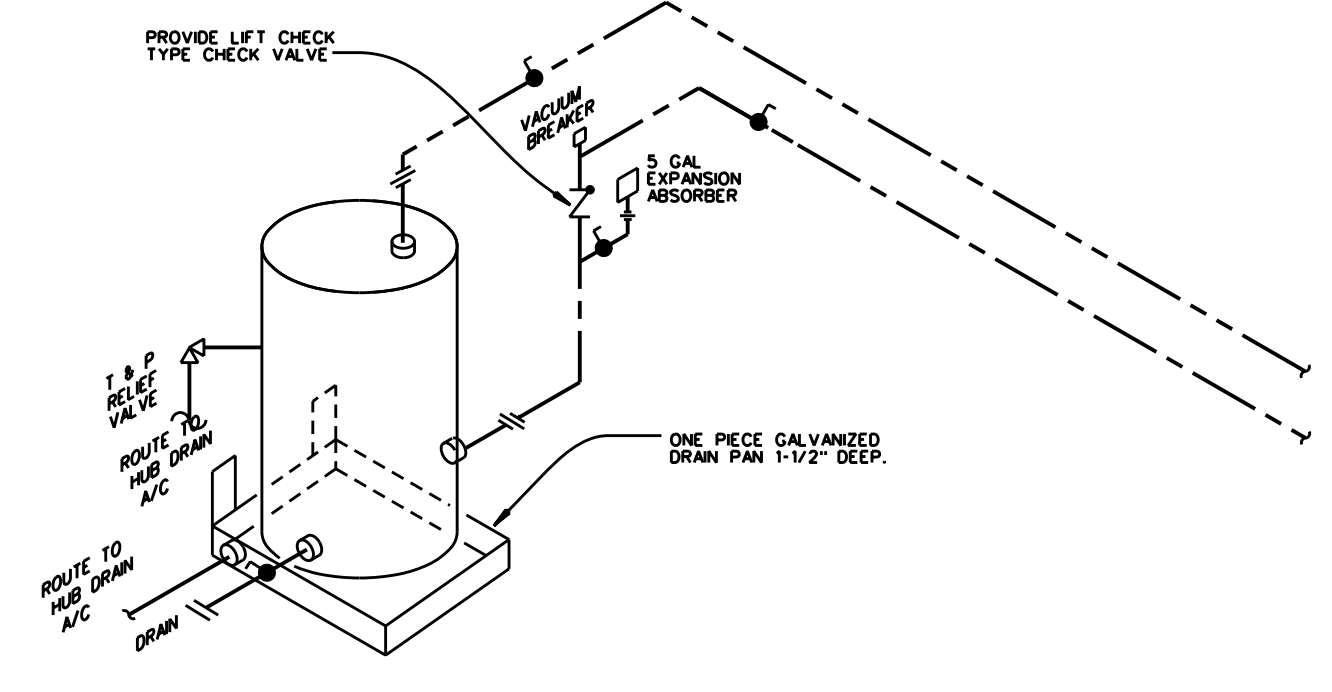 PROVIDE LIFT CHECK
TYPE CHECK VALVE
VACUUM
BREAKER
5 GAL
EXPANSION
ABSORBER
T & P
RELIEF
VALVE
ROUTE TO
HUB DRAIN
A/C
ONE PIECE GALVANIZED
DRAIN PAN 1-1/2" DEEP.
ROUTE TO
HUB DRAIN
A/C
DRAIN